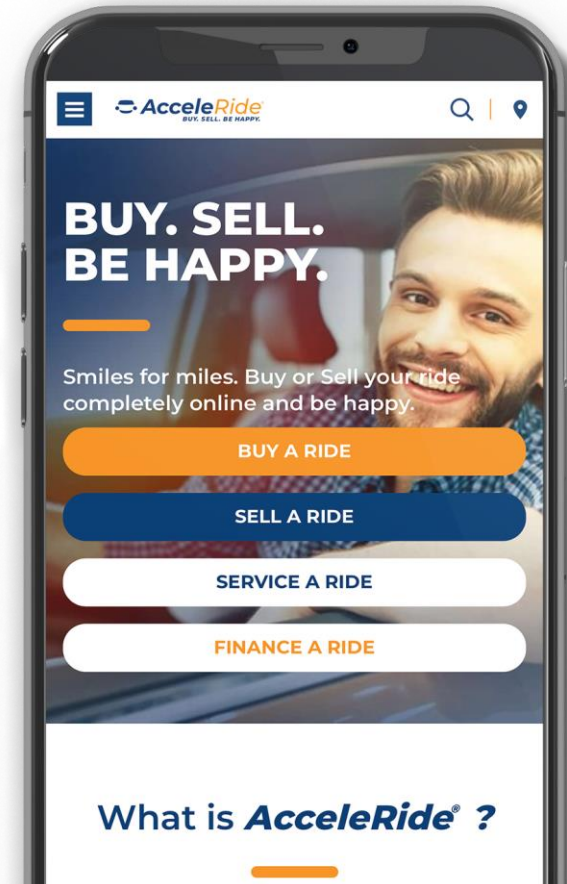 AcceleRide
BUY. SELL. BE HAPPY.
BUY. SELL.
BE HAPPY.
Smiles for miles. Buy or Sell your ride
completely online and be happy.
BUY A RIDE
SELL A RIDE
SERVICE A RIDE
FINANCE A RIDE
What is AcceleRide® ?